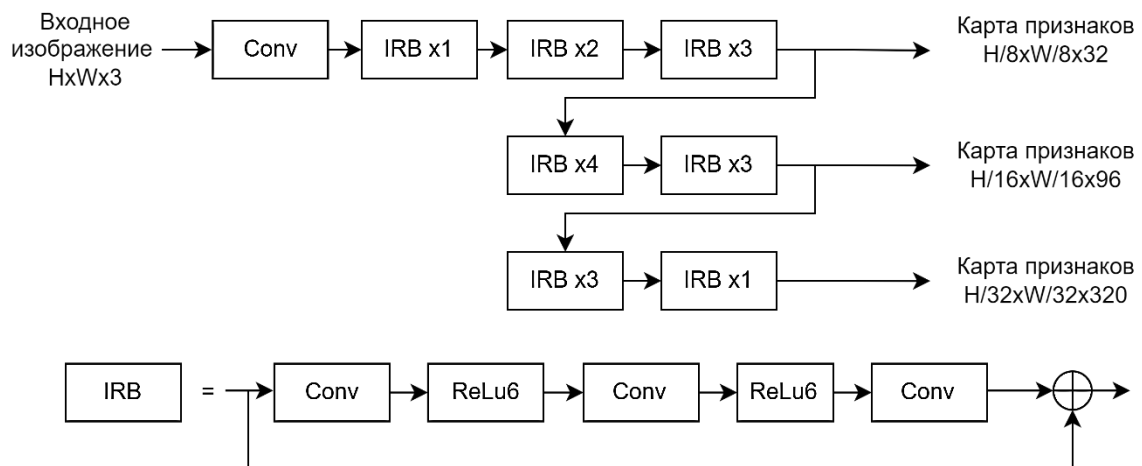 Входное
изображение
HxWx3
Conv
IRB x1
IRB x2
IRB x3
Карта признаков
H/8xW/8x32
IRB x4
IRB x3
Карта признаков
H/16xW/16x96
IRB x3
IRB x1
Карта признаков
H/32xW/32x320
IRB
=
Conv
ReLu6
Conv
ReLu6
Conv